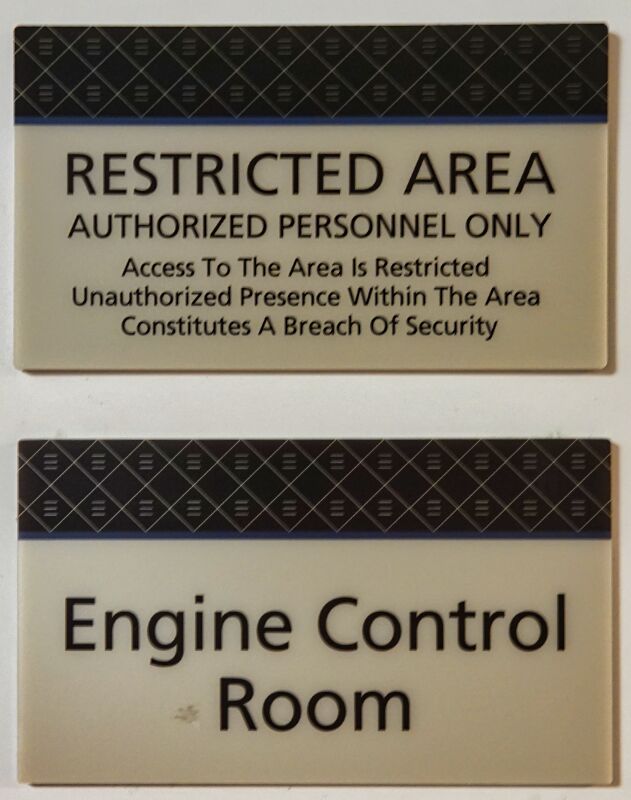 RESTRICTED AREA
AUTHORIZED PERSONNEL ONLY
Access To The Area Is Restricted
Unauthorized Presence Within The Area
Constitutes A Breach Of Security
Engine Control
Room